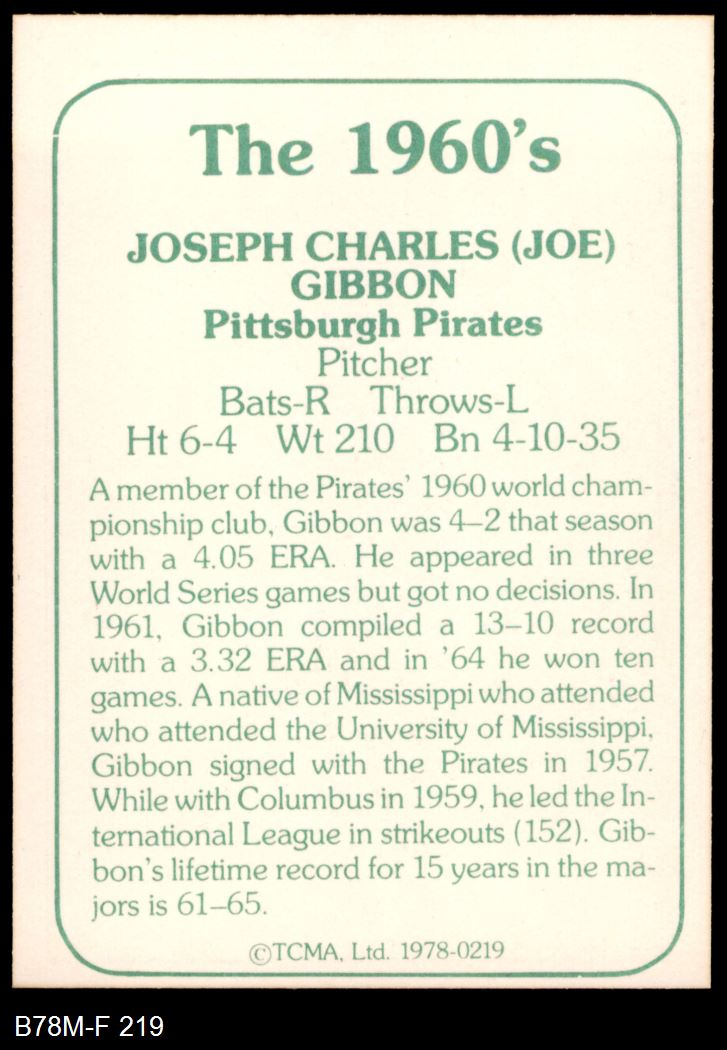 The 1960's
JOSEPH CHARLES (JOE)
GIBBON
Pittsburgh Pirates
Pitcher
Bats-R Throws-L
Ht 6-4 Wt 210 Bn 4-10-35
A member of the Pirates' 1960 world cham-
pionship club, Gibbon was 4–2 that season
with a 4.05 ERA. He appeared in three
World Series games but got no decisions. In
1961, Gibbon compiled a 13–10 record
with a 3.32 ERA and in '64 he won ten
games. A native of Mississippi who attended
who attended the University of Mississippi,
Gibbon signed with the Pirates in 1957.
While with Columbus in 1959, he led the In-
ternational League in strikeouts (152). Gib-
bon's lifetime record for 15 years in the ma-
jors is 61–65.
©TCMA, Ltd. 1978-0219
B78M-F 219